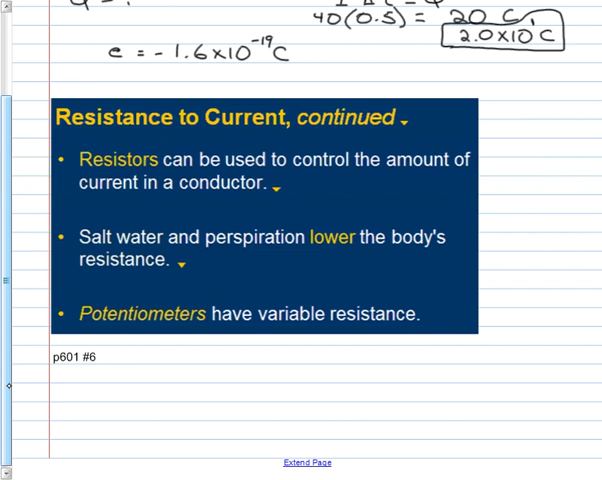 40(0.5) = 20 C
2.0x10 C
e = -1.6x10⁻¹⁹C
Resistance to Current, continued
• Resistors can be used to control the amount of
current in a conductor.
• Salt water and perspiration lower the body's
resistance.
• Potentiometers have variable resistance.
p601 #6
Extend Page